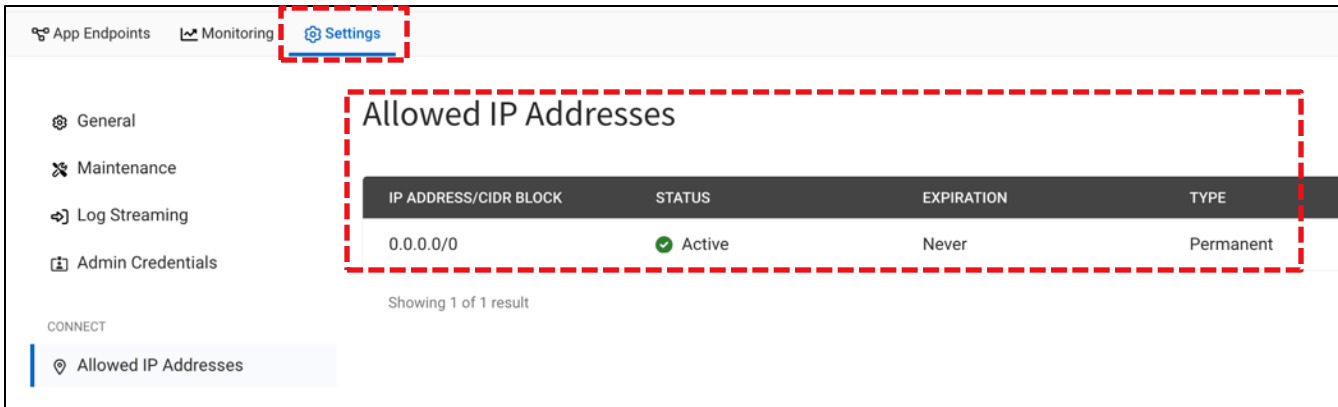 App Endpoints Monitoring Settings
General
Maintenance
Log Streaming
Admin Credentials
CONNECT
Allowed IP Addresses
Allowed IP Addresses
IP ADDRESS/CIDR BLOCK STATUS EXPIRATION TYPE
0.0.0.0/0 Active Never Permanent
Showing 1 of 1 result